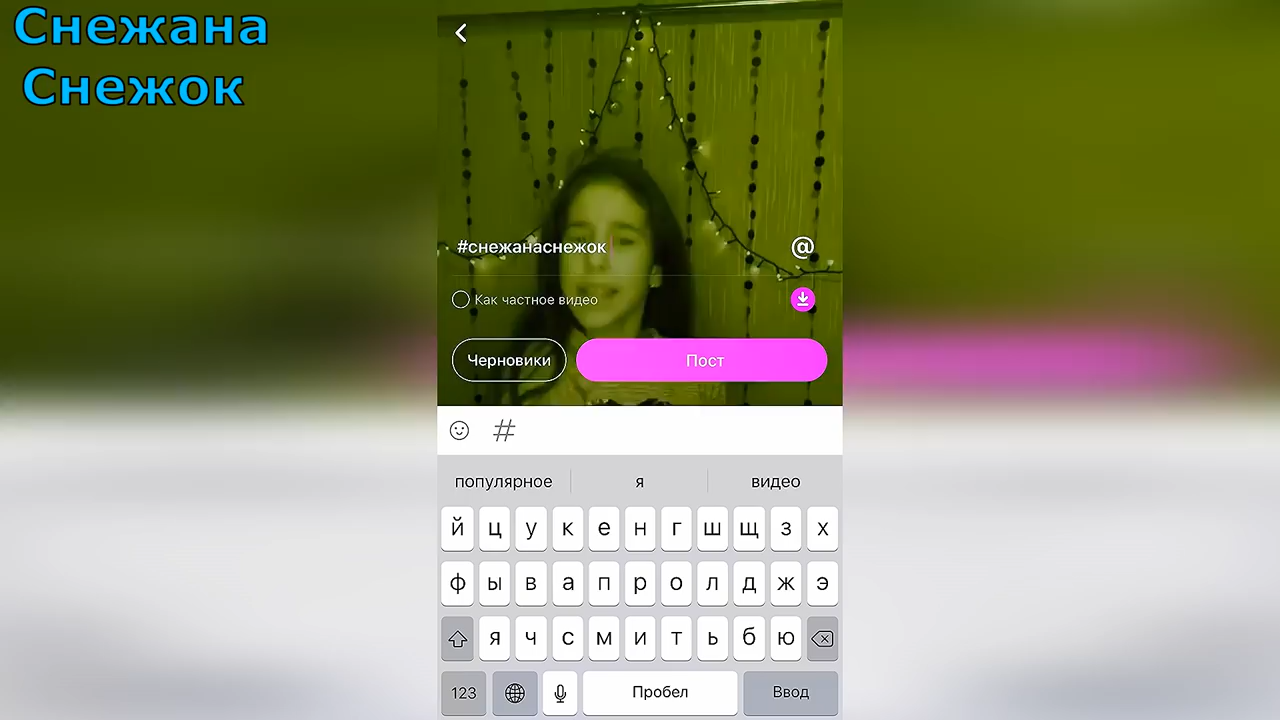 Снежана
Снежок
#снежанаснежок @
Как частное видео
Черновики Пост
#
популярное я видео
й ц у к е н г ш щ з х
ф ы в а п р о л д ж э
я ч с м и т ь б ю
123 Пробел Ввод